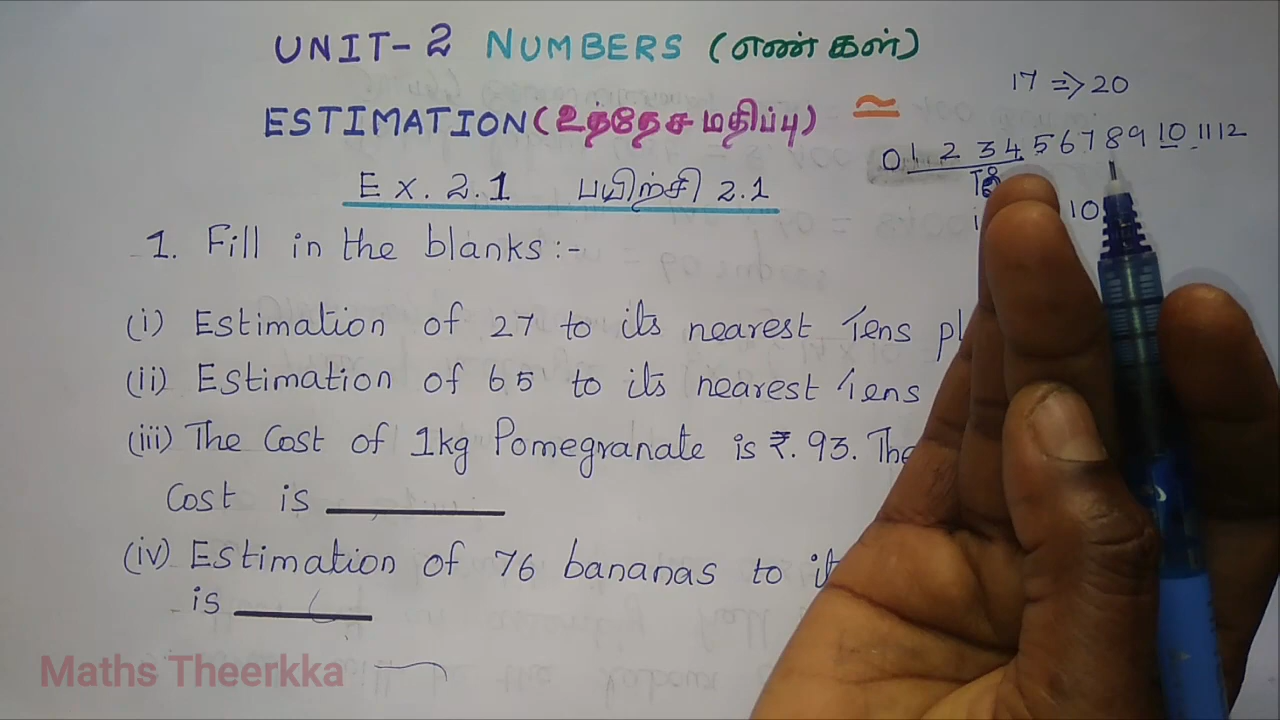 UNIT-2 NUMBERS (எண்கள்)
17 => 20
ESTIMATION (உத்தேச மதிப்பு) ≃
0 1 2 3 4 5 6 7 8 9 10 11 12
Ex. 2.1 பயிற்சி 2.1
10
1. Fill in the blanks :-
(i) Estimation of 27 to its nearest Tens
(ii) Estimation of 65 to its nearest Tens
(iii) The Cost of 1kg Pomegranate is ₹. 93. The
Cost is
(iv) Estimation of 76 bananas to
is
Maths Theerkka